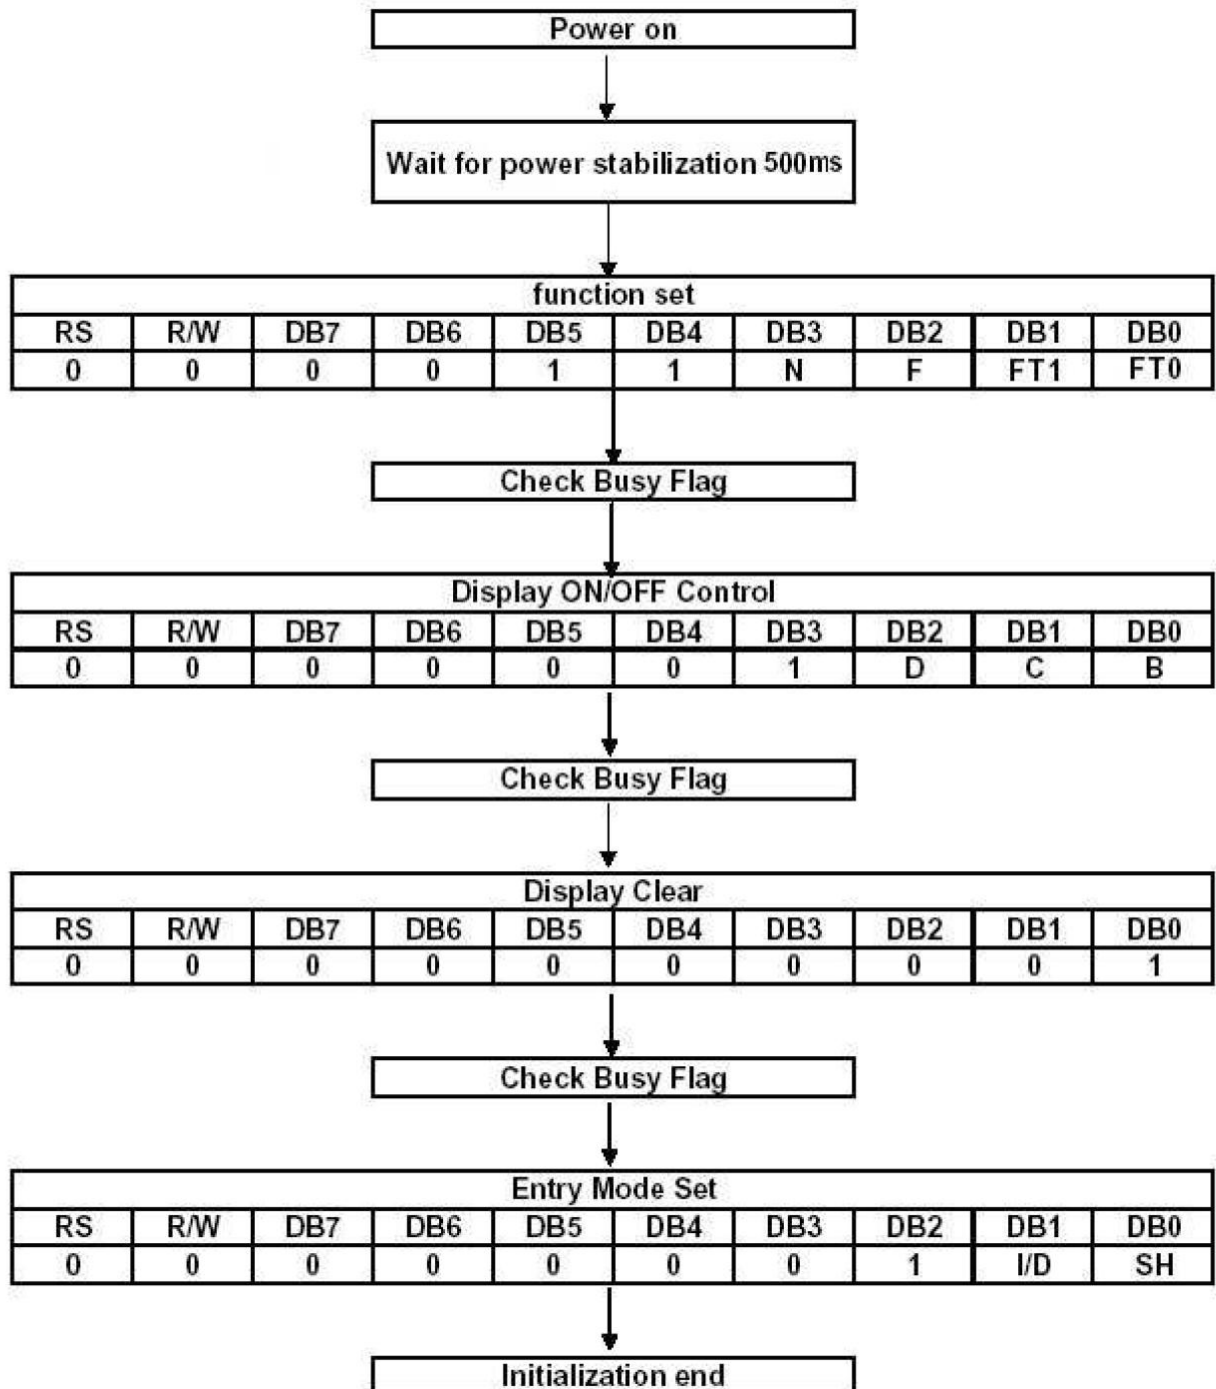 Power on
Wait for power stabilization 500ms
function set
RS R/W DB7 DB6 DB5 DB4 DB3 DB2 DB1 DB0
0 0 0 0 1 1 N F FT1 FT0
Check Busy Flag
Display ON/OFF Control
RS R/W DB7 DB6 DB5 DB4 DB3 DB2 DB1 DB0
0 0 0 0 0 0 1 D C B
Check Busy Flag
Display Clear
RS R/W DB7 DB6 DB5 DB4 DB3 DB2 DB1 DB0
0 0 0 0 0 0 0 0 0 1
Check Busy Flag
Entry Mode Set
RS R/W DB7 DB6 DB5 DB4 DB3 DB2 DB1 DB0
0 0 0 0 0 0 0 1 I/D SH
Initialization end